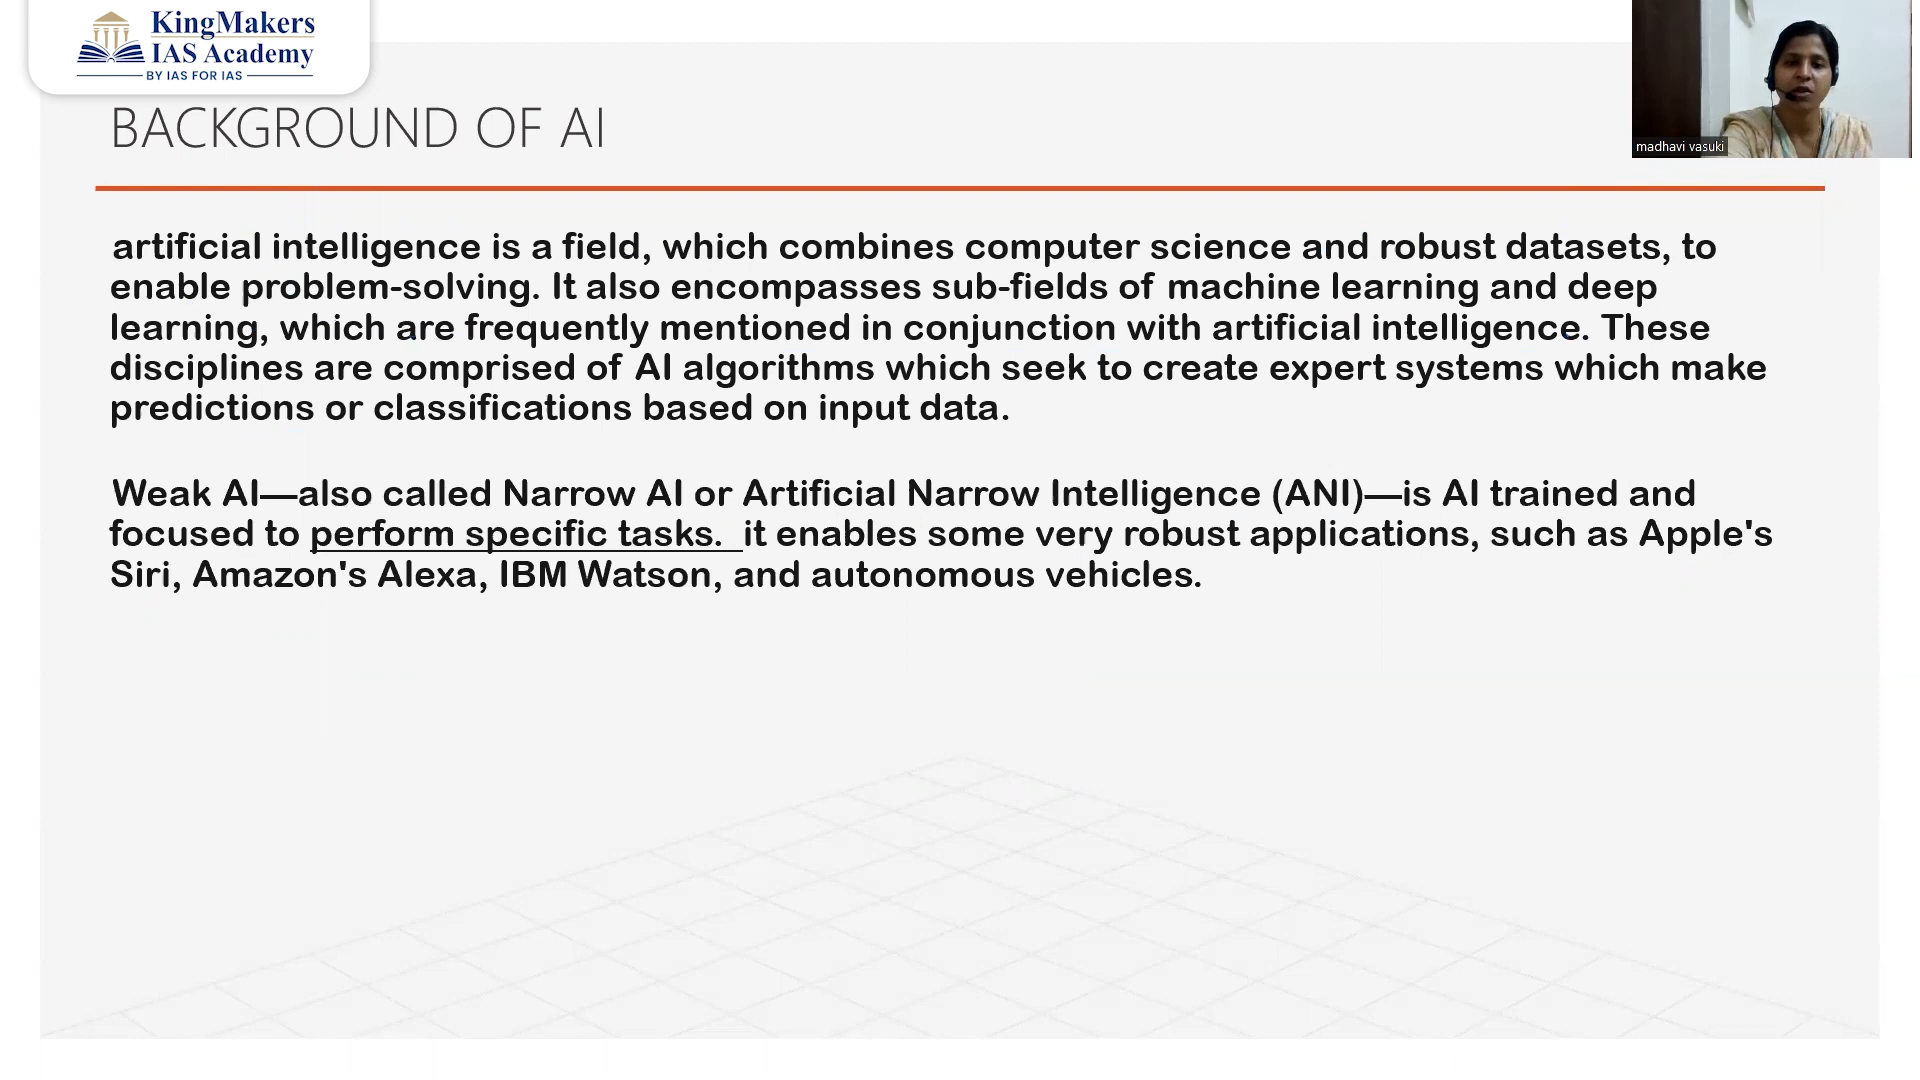 KingMakers
IAS Academy
BY IAS FOR IAS
madhavi vasuki
BACKGROUND OF AI
artificial intelligence is a field, which combines computer science and robust datasets, to
enable problem-solving. It also encompasses sub-fields of machine learning and deep
learning, which are frequently mentioned in conjunction with artificial intelligence. These
disciplines are comprised of AI algorithms which seek to create expert systems which make
predictions or classifications based on input data.
Weak AI—also called Narrow AI or Artificial Narrow Intelligence (ANI)—is AI trained and
focused to perform specific tasks.  it enables some very robust applications, such as Apple's
Siri, Amazon's Alexa, IBM Watson, and autonomous vehicles.